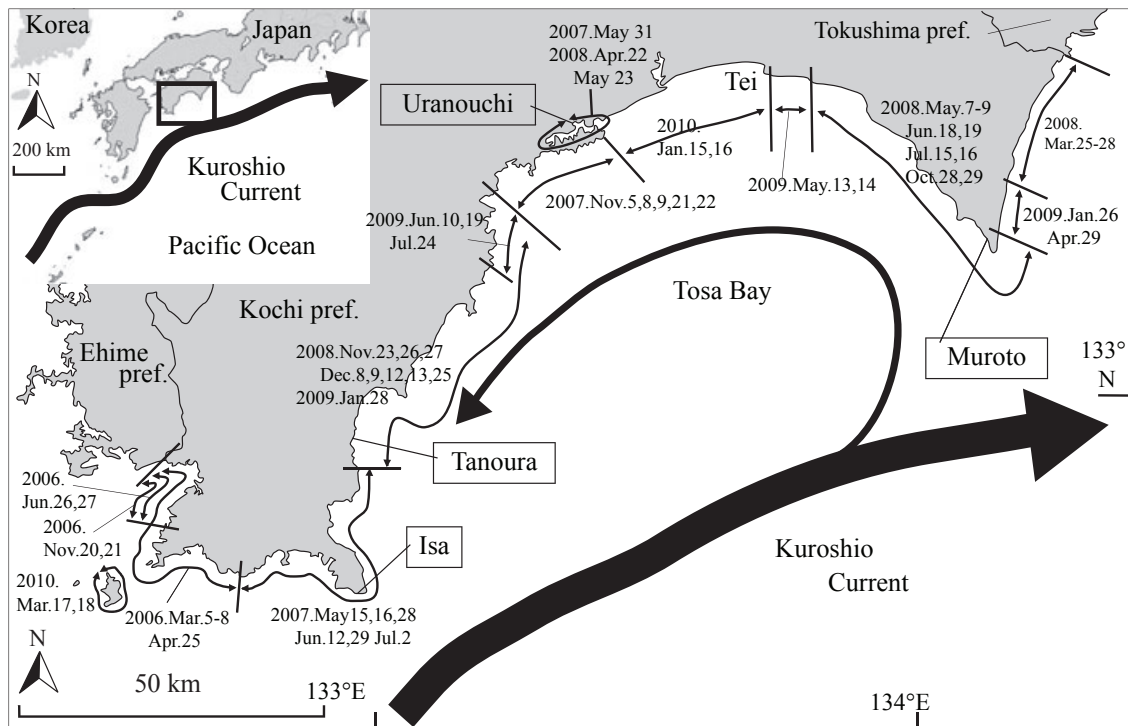 Korea
Japan
N
200 km
Kuroshio
Current
Pacific Ocean
2007.May 31
2008.Apr.22
May 23
Uranouchi
Tei
Tokushima pref.
2010.
Jan.15,16
2008.May.7-9
Jun.18,19
Jul.15,16
Oct.28,29
2008.
Mar.25-28
2009.May.13,14
2007.Nov.5,8,9,21,22
2009.Jun.10,19
Jul.24
2009.Jan.26
Apr.29
Tosa Bay
Kochi pref.
Ehime
pref.
2008.Nov.23,26,27
Dec.8,9,12.13,25
2009.Jan.28
Muroto
133°
N
Tanoura
2006.
Jun.26,27
2006.
Nov.20,21
Isa
Kuroshio
Current
2010.
Mar.17,18
2006.Mar.5-8
Apr.25
2007.May15,16,28
Jun.12,29 Jul.2
N
50 km
133°E
134°E